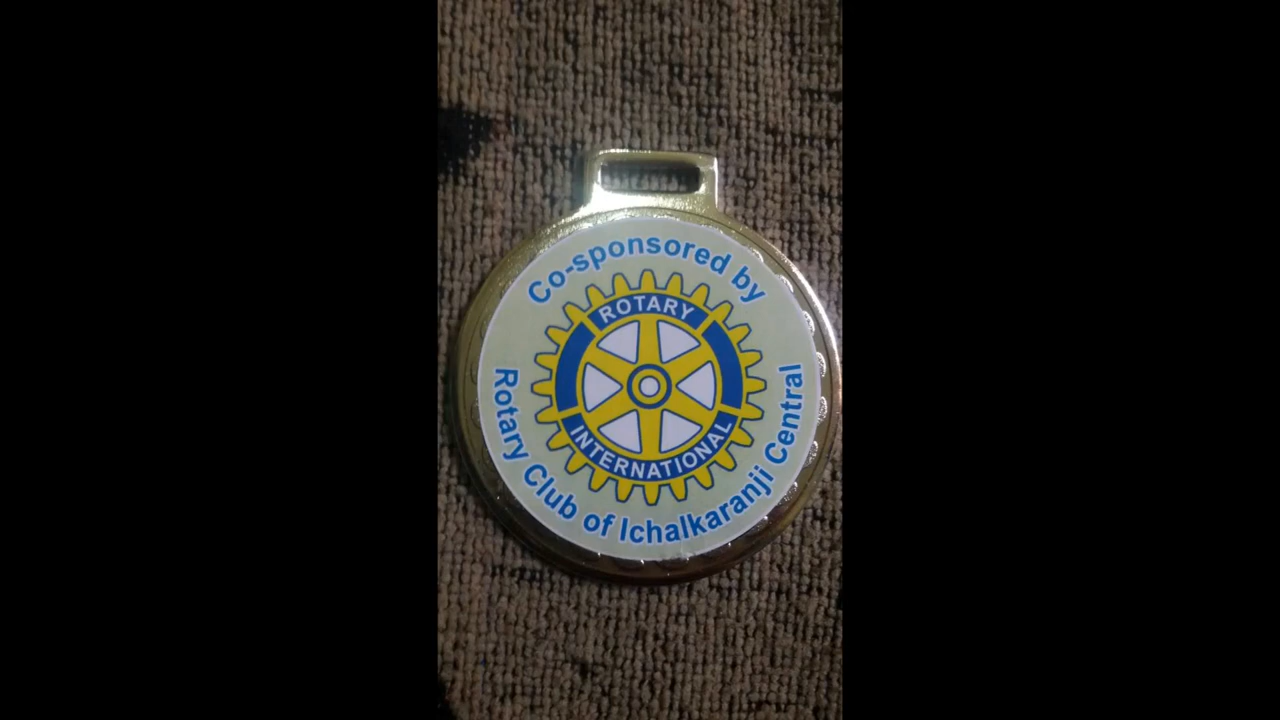 Co-sponsored by
ROTARY
INTERNATIONAL
Rotary Club of Ichalkaranji Central